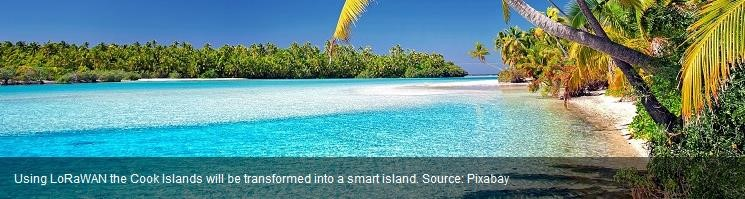 Using LoRaWAN the Cook Islands will be transformed into a smart island. Source: Pixabay